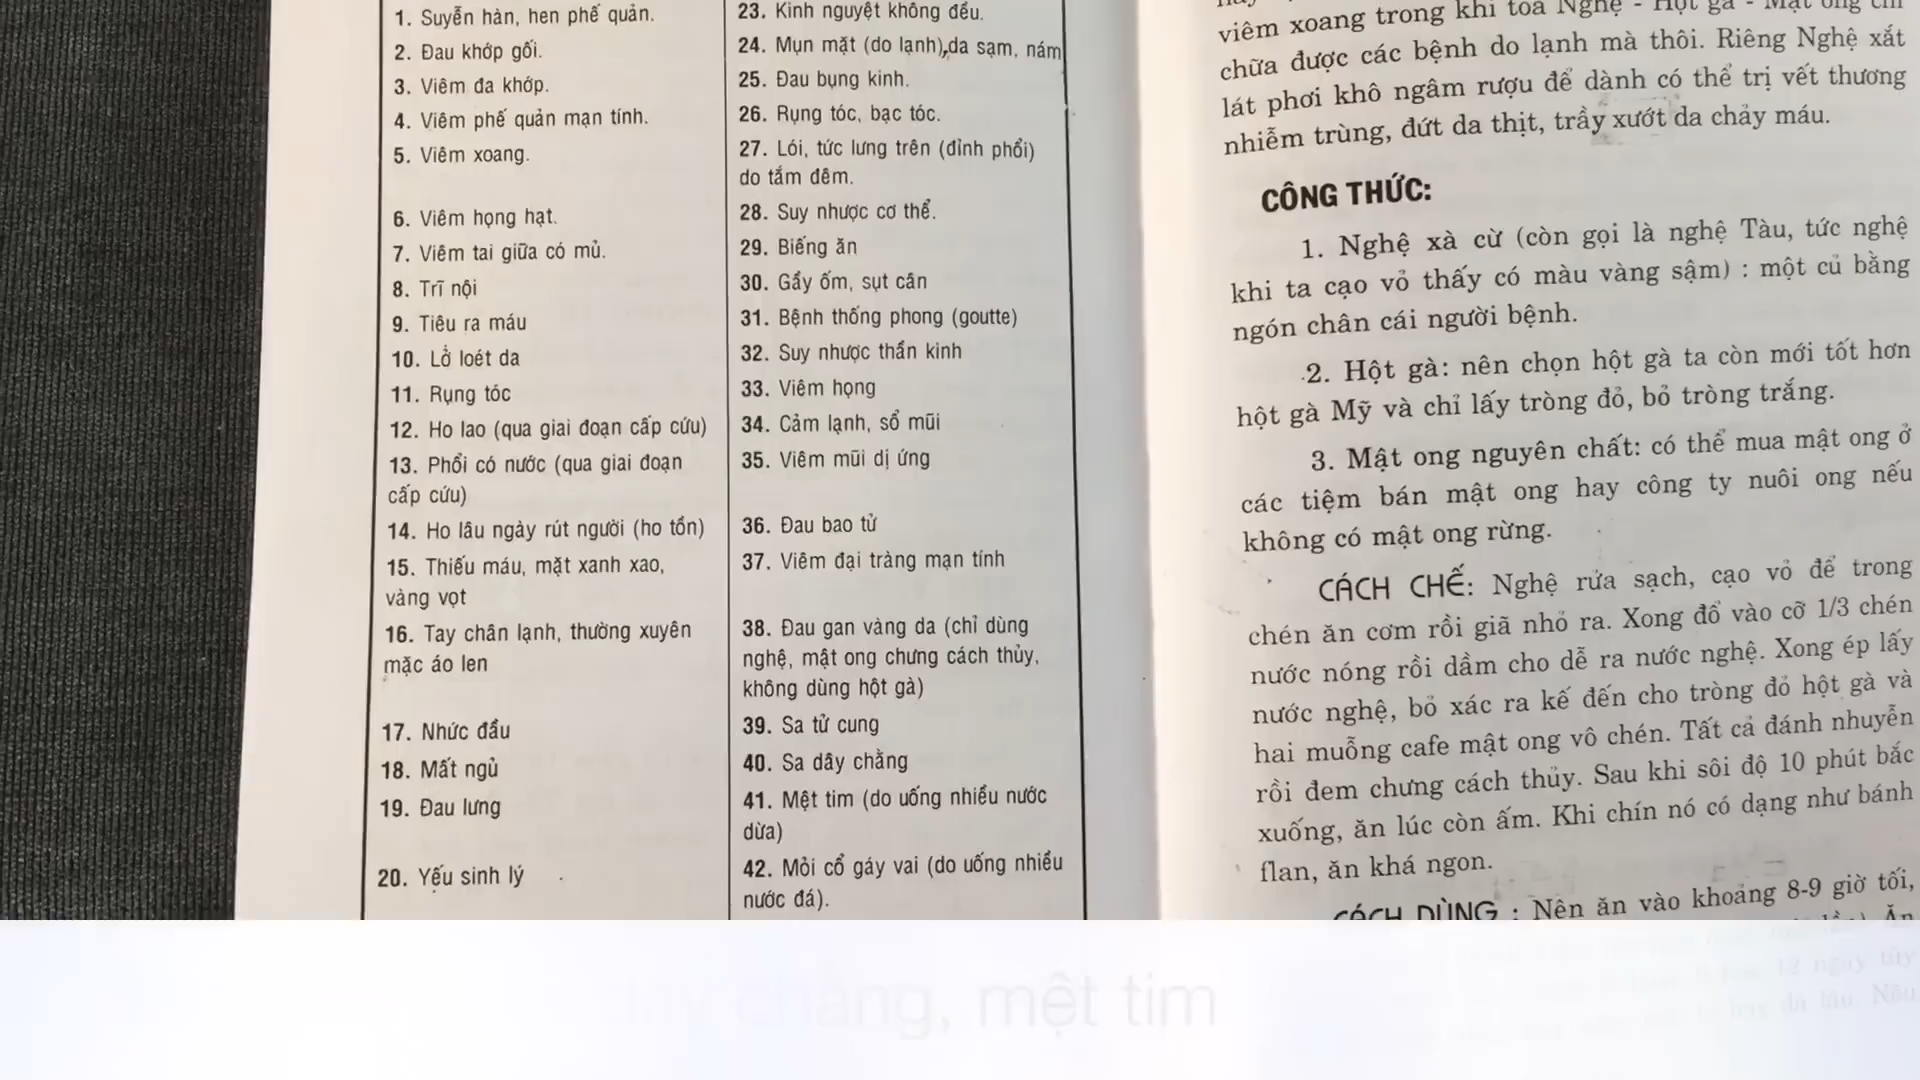 1. Suyễn hàn, hen phế quản.
2. Đau khớp gối.
3. Viêm đa khớp.
4. Viêm phế quản mạn tính.
5. Viêm xoang.
6. Viêm họng hạt.
7. Viêm tai giữa có mủ.
8. Trĩ nội
9. Tiêu ra máu
10. Lở loét da
11. Rụng tóc
12. Ho lao (qua giai đoạn cấp cứu)
13. Phổi có nước (qua giai đoạn
cấp cứu)
14. Ho lâu ngày rút người (ho tổn)
15. Thiếu máu, mặt xanh xao,
vàng vọt
16. Tay chân lạnh, thường xuyên
mặc áo len
17. Nhức đầu
18. Mất ngủ
19. Đau lưng
20. Yếu sinh lý
23. Kinh nguyệt không đều.
24. Mụn mặt (do lạnh),da sạm, nám
25. Đau bụng kinh.
26. Rụng tóc, bạc tóc.
27. Lói, tức lưng trên (đỉnh phổi)
do tắm đêm.
28. Suy nhược cơ thể.
29. Biếng ăn
30. Gầy ốm, sụt cân
31. Bệnh thống phong (goutte)
32. Suy nhược thần kinh
33. Viêm họng
34. Cảm lạnh, sổ mũi
35. Viêm mũi dị ứng
36. Đau bao tử
37. Viêm đại tràng mạn tính
38. Đau gan vàng da (chỉ dùng
nghệ, mật ong chưng cách thủy,
không dùng hột gà)
39. Sa tử cung
40. Sa dây chằng
41. Mệt tim (do uống nhiều nước
dừa)
42. Mỏi cổ gáy vai (do uống nhiều
nước đá).
viêm xoang trong khi toa Nghệ - Hột gà - Mật ong chỉ
chữa được các bệnh do lạnh mà thôi. Riêng Nghệ xắt
lát phơi khô ngâm rượu để dành có thể trị vết thương
nhiễm trùng, đứt da thịt, trầy xướt da chảy máu.
CÔNG THỨC:
1. Nghệ xà cừ (còn gọi là nghệ Tàu, tức nghệ
khi ta cạo vỏ thấy có màu vàng sậm) : một củ bằng
ngón chân cái người bệnh.
2. Hột gà: nên chọn hột gà ta còn mới tốt hơn
hột gà Mỹ và chỉ lấy tròng đỏ, bỏ tròng trắng.
3. Mật ong nguyên chất: có thể mua mật ong ở
các tiệm bán mật ong hay công ty nuôi ong nếu
không có mật ong rừng.
CÁCH CHẾ: Nghệ rửa sạch, cạo vỏ để trong
chén ăn cơm rồi giã nhỏ ra. Xong đổ vào cỡ 1/3 chén
nước nóng rồi dầm cho dễ ra nước nghệ. Xong ép lấy
nước nghệ, bỏ xác ra kế đến cho tròng đỏ hột gà và
hai muỗng cafe mật ong vô chén. Tất cả đánh nhuyễn
rồi đem chưng cách thủy. Sau khi sôi độ 10 phút bắc
xuống, ăn lúc còn ấm. Khi chín nó có dạng như bánh
flan, ăn khá ngon.
CÁCH DÙNG : Nên ăn vào khoảng 8-9 giờ tối,
chằng, mệt tim